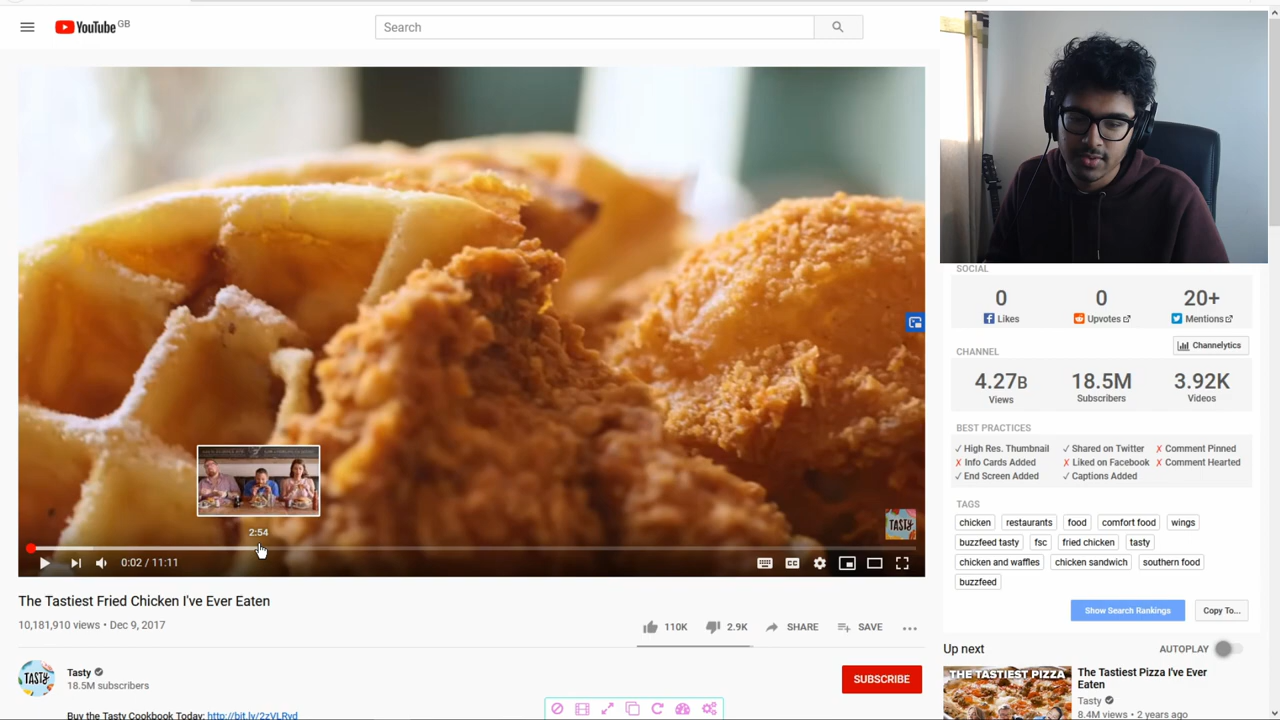 YouTube GB
Search
TASTY
2:54
0:02 / 11:11
CC
The Tastiest Fried Chicken I've Ever Eaten
10,181,910 views • Dec 9, 2017
110K
2.9K
SHARE
SAVE
Tasty
18.5M subscribers
SUBSCRIBE
Buy the Tasty Cookbook Today: http://bit.ly/2zVLRyd
SOCIAL
0 0 20+
Likes Upvotes Mentions
CHANNEL
Channelytics
4.27B 18.5M 3.92K
Views Subscribers Videos
BEST PRACTICES
✓ High Res. Thumbnail ✓ Shared on Twitter ✗ Comment Pinned
✗ Info Cards Added ✗ Liked on Facebook ✗ Comment Hearted
✓ End Screen Added ✓ Captions Added
TAGS
chicken restaurants food comfort food wings
buzzfeed tasty fsc fried chicken tasty
chicken and waffles chicken sandwich southern food
buzzfeed
Show Search Rankings Copy To...
Up next AUTOPLAY
THE TASTIEST PIZZA
The Tastiest Pizza I've Ever
Eaten
Tasty
8.4M views • 2 years ago